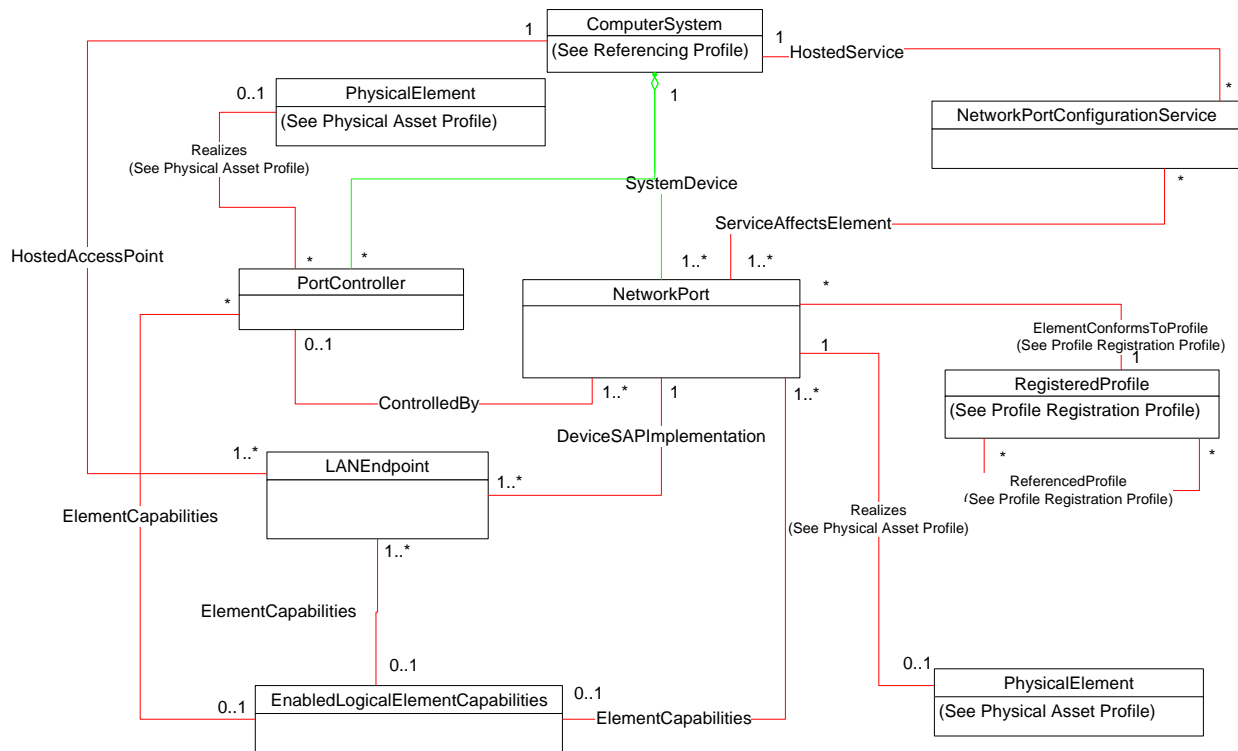 ComputerSystem
(See Referencing Profile)
1
1
HostedService
1
*
NetworkPortConfigurationService
*
0..1
PhysicalElement
(See Physical Asset Profile)
Realizes
(See Physical Asset Profile)
SystemDevice
ServiceAffectsElement
HostedAccessPoint
*
*
1..*
1..*
PortController
*
0..1
NetworkPort
*
1
ElementConformsToProfile
(See Profile Registration Profile)
1
RegisteredProfile
(See Profile Registration Profile)
*
*
ReferencedProfile
(See Profile Registration Profile)
ControlledBy
1..*
1
1..*
DeviceSAPImplementation
1..*
LANEndpoint
1..*
1..*
ElementCapabilities
Realizes
(See Physical Asset Profile)
ElementCapabilities
0..1
0..1
EnabledLogicalElementCapabilities
0..1
ElementCapabilities
0..1
PhysicalElement
(See Physical Asset Profile)